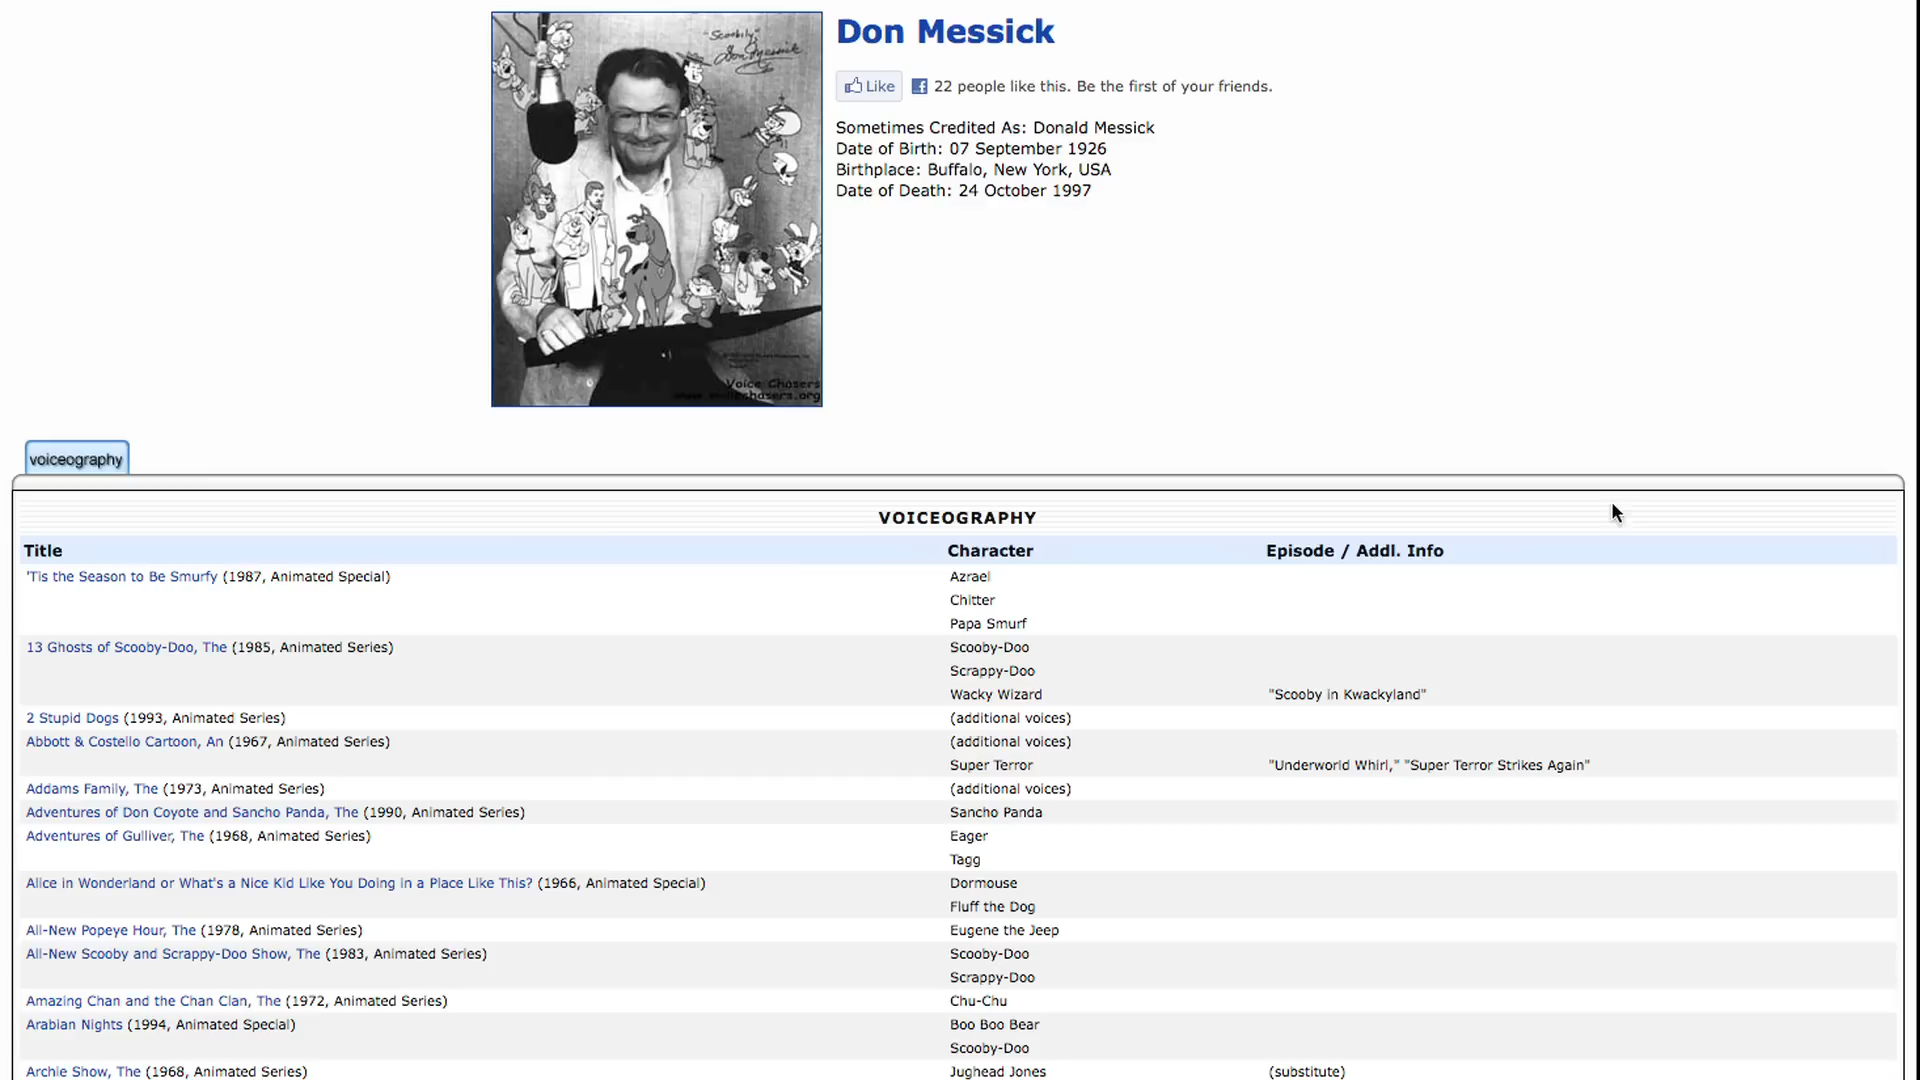 "Scoobily"
Don Messick
Voice Chasers
Don Messick
Like
22 people like this. Be the first of your friends.
Sometimes Credited As: Donald Messick
Date of Birth: 07 September 1926
Birthplace: Buffalo, New York, USA
Date of Death: 24 October 1997
voiceography
VOICEOGRAPHY
Title Character Episode / Addl. Info
'Tis the Season to Be Smurfy (1987, Animated Special) Azrael
Chitter
Papa Smurf
13 Ghosts of Scooby-Doo, The (1985, Animated Series) Scooby-Doo
Scrappy-Doo
Wacky Wizard "Scooby in Kwackyland"
2 Stupid Dogs (1993, Animated Series) (additional voices)
Abbott & Costello Cartoon, An (1967, Animated Series) (additional voices)
Super Terror "Underworld Whirl," "Super Terror Strikes Again"
Addams Family, The (1973, Animated Series) (additional voices)
Adventures of Don Coyote and Sancho Panda, The (1990, Animated Series) Sancho Panda
Adventures of Gulliver, The (1968, Animated Series) Eager
Tagg
Alice in Wonderland or What's a Nice Kid Like You Doing in a Place Like This? (1966, Animated Special) Dormouse
Fluff the Dog
All-New Popeye Hour, The (1978, Animated Series) Eugene the Jeep
All-New Scooby and Scrappy-Doo Show, The (1983, Animated Series) Scooby-Doo
Scrappy-Doo
Amazing Chan and the Chan Clan, The (1972, Animated Series) Chu-Chu
Arabian Nights (1994, Animated Special) Boo Boo Bear
Scooby-Doo
Archie Show, The (1968, Animated Series) Jughead Jones (substitute)